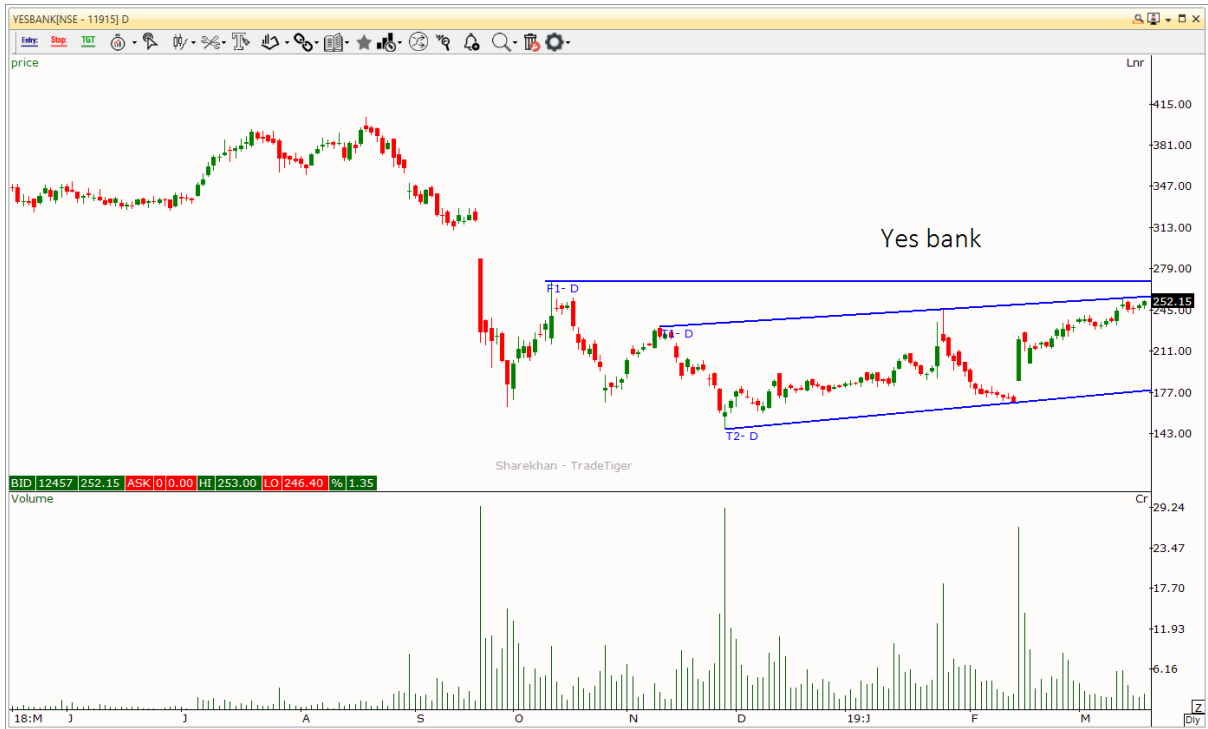 YESBANK[NSE - 11915] D
Entry: Stop: TGT
price
Lnr
415.00
381.00
347.00
313.00
Yes bank
279.00
F1- D
252.15
245.00
T1- D
211.00
177.00
143.00
T2- D
Sharekhan - TradeTiger
BID 12457 252.15 ASK 0 0.00 HI 253.00 LO 246.40 % 1.35
Volume
Cr
29.24
23.47
17.70
11.93
6.16
Z
18:M J J A S O N D 19:J F M Dly